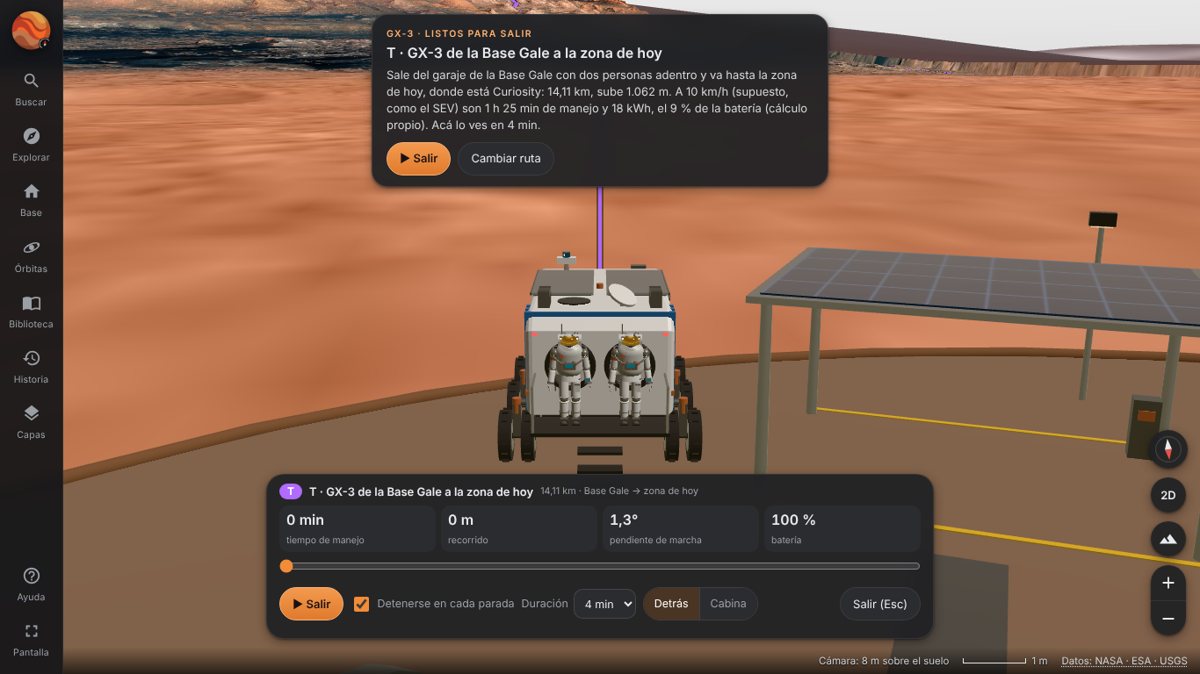 Buscar
Explorar
Base
Órbitas
Biblioteca
Historia
Capas
Ayuda
Pantalla
GX-3 · LISTOS PARA SALIR
T · GX-3 de la Base Gale a la zona de hoy
Sale del garaje de la Base Gale con dos personas adentro y va hasta la zona
de hoy, donde está Curiosity: 14,11 km, sube 1.062 m. A 10 km/h (supuesto,
como el SEV) son 1 h 25 min de manejo y 18 kWh, el 9 % de la batería (cálculo
propio). Acá lo ves en 4 min.
▶ Salir Cambiar ruta
T T · GX-3 de la Base Gale a la zona de hoy 14,11 km · Base Gale → zona de hoy
0 min 0 m 1,3° 100 %
tiempo de manejo recorrido pendiente de marcha batería
▶ Salir Detenerse en cada parada Duración 4 min Detrás Cabina Salir (Esc)
2D
+
−
Cámara: 8 m sobre el suelo 1 m Datos: NASA · ESA · USGS